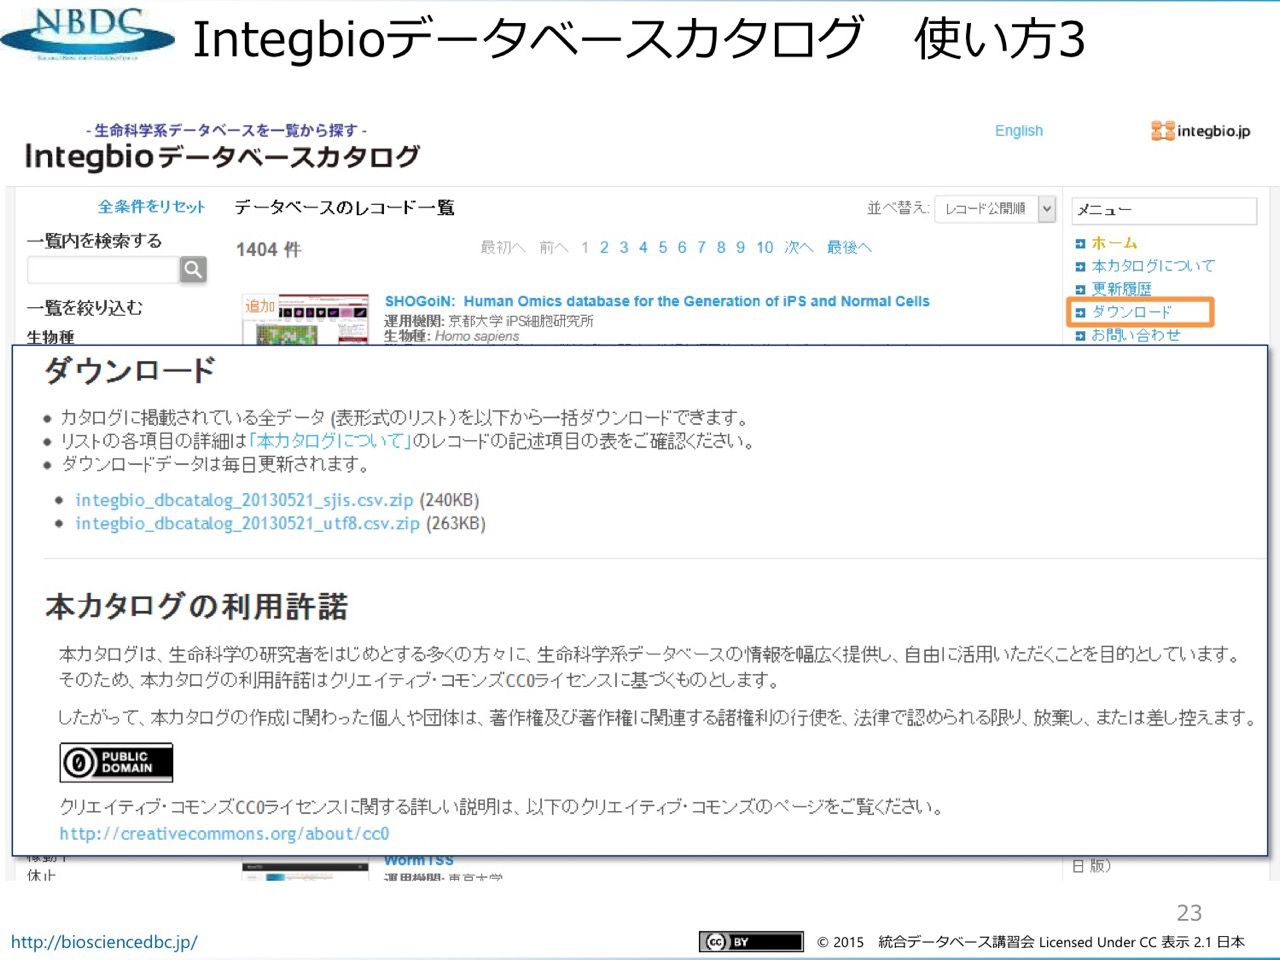 NBDC
Integbioデータベースカタログ　使い方3
- 生命科学系データベースを一覧から探す -
Integbioデータベースカタログ
English
integbio.jp
全条件をリセット
データベースのレコード一覧
並べ替え:
レコード公開順
メニュー
一覧内を検索する
1404 件
最初へ 前へ 1 2 3 4 5 6 7 8 9 10 次へ 最後へ
ホーム
本カタログについて
更新履歴
ダウンロード
お問い合わせ
一覧を絞り込む
生物種
追加
SHOGoiN: Human Omics database for the Generation of iPS and Normal Cells
運用機関: 京都大学 iPS細胞研究所
生物種: Homo sapiens
ダウンロード
カタログに掲載されている全データ (表形式のリスト)を以下から一括ダウンロードできます。
リストの各項目の詳細は「本カタログについて」のレコードの記述項目の表をご確認ください。
ダウンロードデータは毎日更新されます。
integbio_dbcatalog_20130521_sjis.csv.zip (240KB)
integbio_dbcatalog_20130521_utf8.csv.zip (263KB)
本カタログの利用許諾
本カタログは、生命科学の研究者をはじめとする多くの方々に、生命科学系データベースの情報を幅広く提供し、自由に活用いただくことを目的としています。
そのため、本カタログの利用許諾はクリエイティブ・コモンズCC0ライセンスに基づくものとします。
したがって、本カタログの作成に関わった個人や団体は、著作権及び著作権に関連する諸権利の行使を、法律で認められる限り、放棄し、または差し控えます。
0 PUBLIC DOMAIN
クリエイティブ・コモンズCC0ライセンスに関する詳しい説明は、以下のクリエイティブ・コモンズのページをご覧ください。
http://creativecommons.org/about/cc0
稼動中
休止
WormTSS
運用機関: 東京大学
日 版)
23
http://biosciencedbc.jp/
cc BY
© 2015　統合データベース講習会 Licensed Under CC 表示 2.1 日本